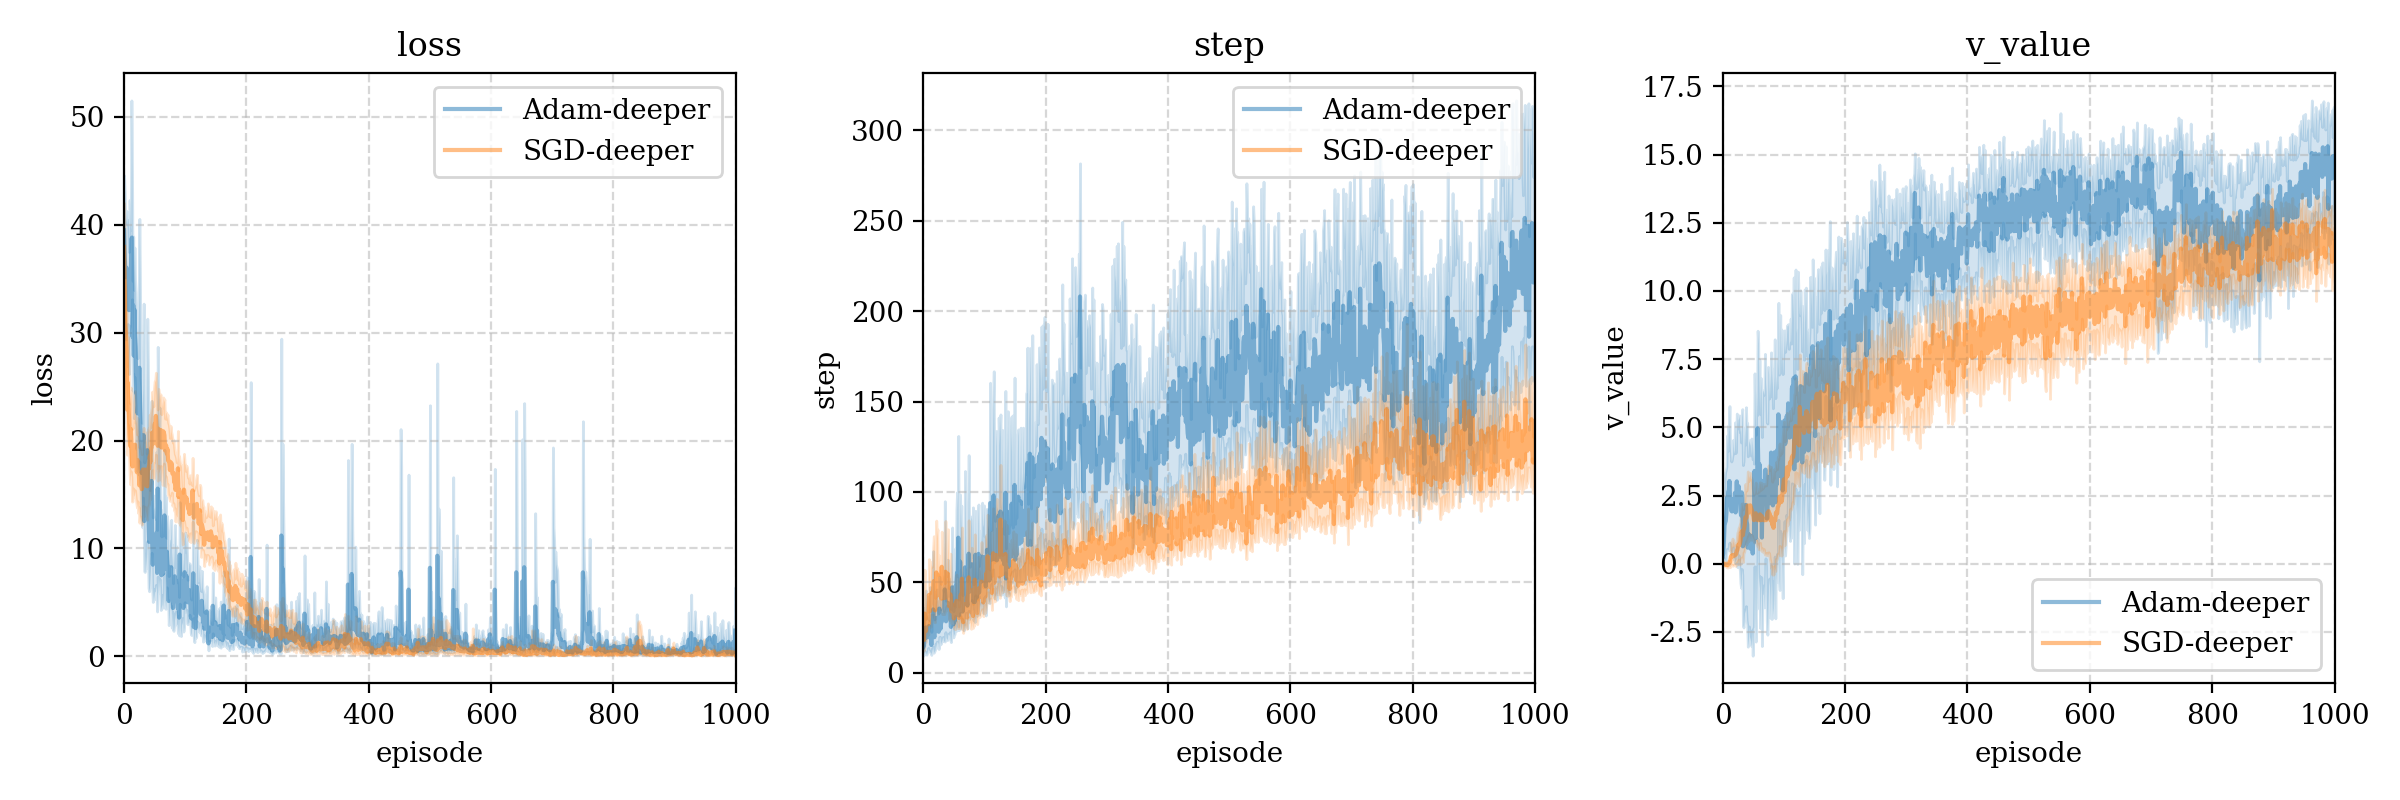 loss
50
40
30
20
10
0
loss
0 200 400 600 800 1000
episode
Adam-deeper
SGD-deeper
step
300
250
200
150
100
50
0
step
0 200 400 600 800 1000
episode
Adam-deeper
SGD-deeper
v_value
17.5
15.0
12.5
10.0
7.5
5.0
2.5
0.0
-2.5
v_value
0 200 400 600 800 1000
episode
Adam-deeper
SGD-deeper